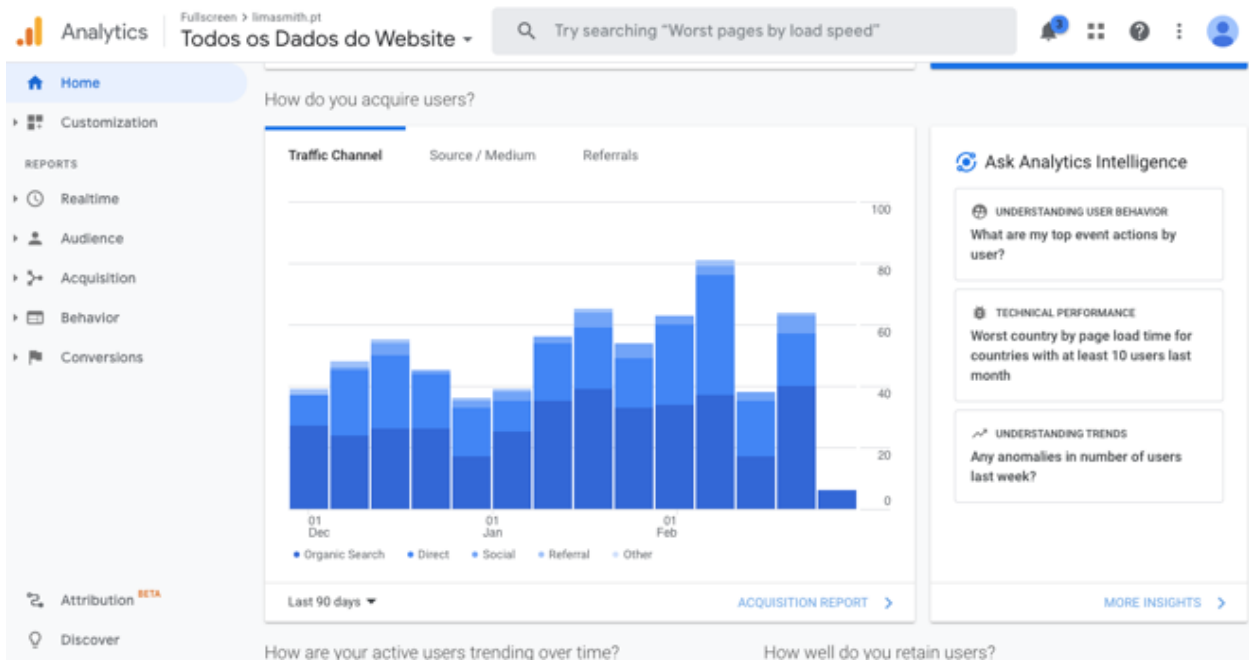 Analytics
Fullscreen > limasmith.pt
Todos os Dados do Website
Try searching "Worst pages by load speed"
3
Home
Customization
REPORTS
Realtime
Audience
Acquisition
Behavior
Conversions
Attribution BETA
Discover
How do you acquire users?
Traffic Channel Source / Medium Referrals
100
80
60
40
20
0
01 01 01
Dec Jan Feb
Organic Search Direct Social Referral Other
Last 90 days ACQUISITION REPORT >
Ask Analytics Intelligence
UNDERSTANDING USER BEHAVIOR
What are my top event actions by
user?
TECHNICAL PERFORMANCE
Worst country by page load time for
countries with at least 10 users last
month
UNDERSTANDING TRENDS
Any anomalies in number of users
last week?
MORE INSIGHTS >
How are your active users trending over time?
How well do you retain users?